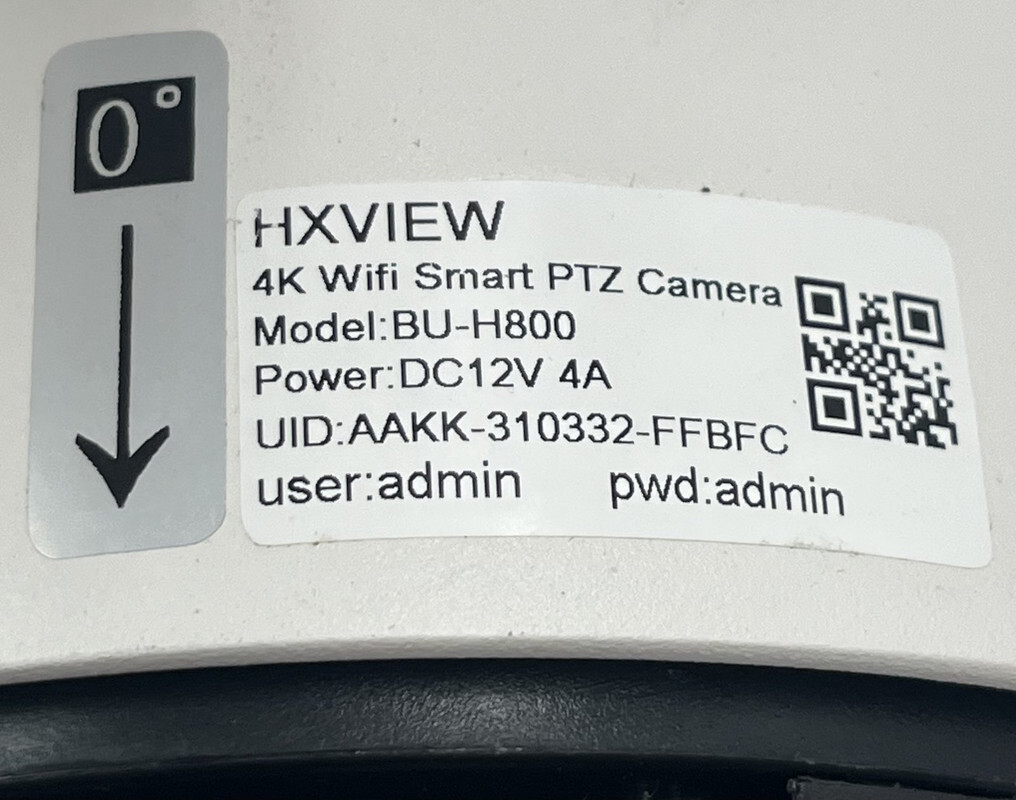 0°
HXVIEW
4K Wifi Smart PTZ Camera
Model:BU-H800
Power:DC12V 4A
UID:AAKK-310332-FFBFC
user:admin pwd:admin